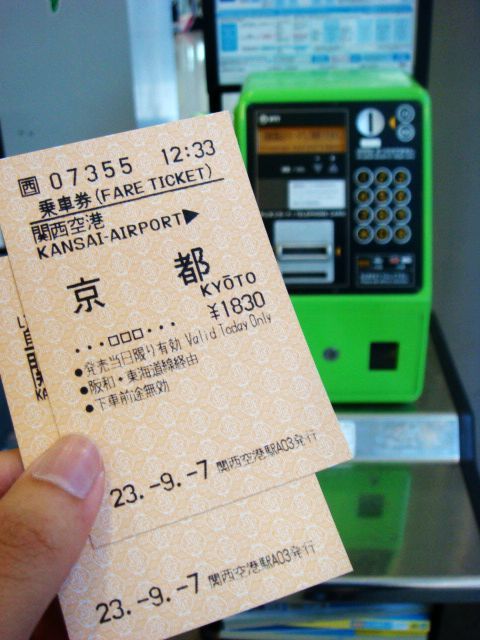 西 07355 12:33
乗車券(FARE TICKET)
関西空港
KANSAI-AIRPORT▶
京 都
KYŌTO
¥1830
...□□□...
●発売当日限り有効 Valid Today Only
●阪和・東海道線経由
●下車前途無効
23.-9.-7 関西空港駅A03発行
KA
23.-9.-7 関西空港駅A03発行